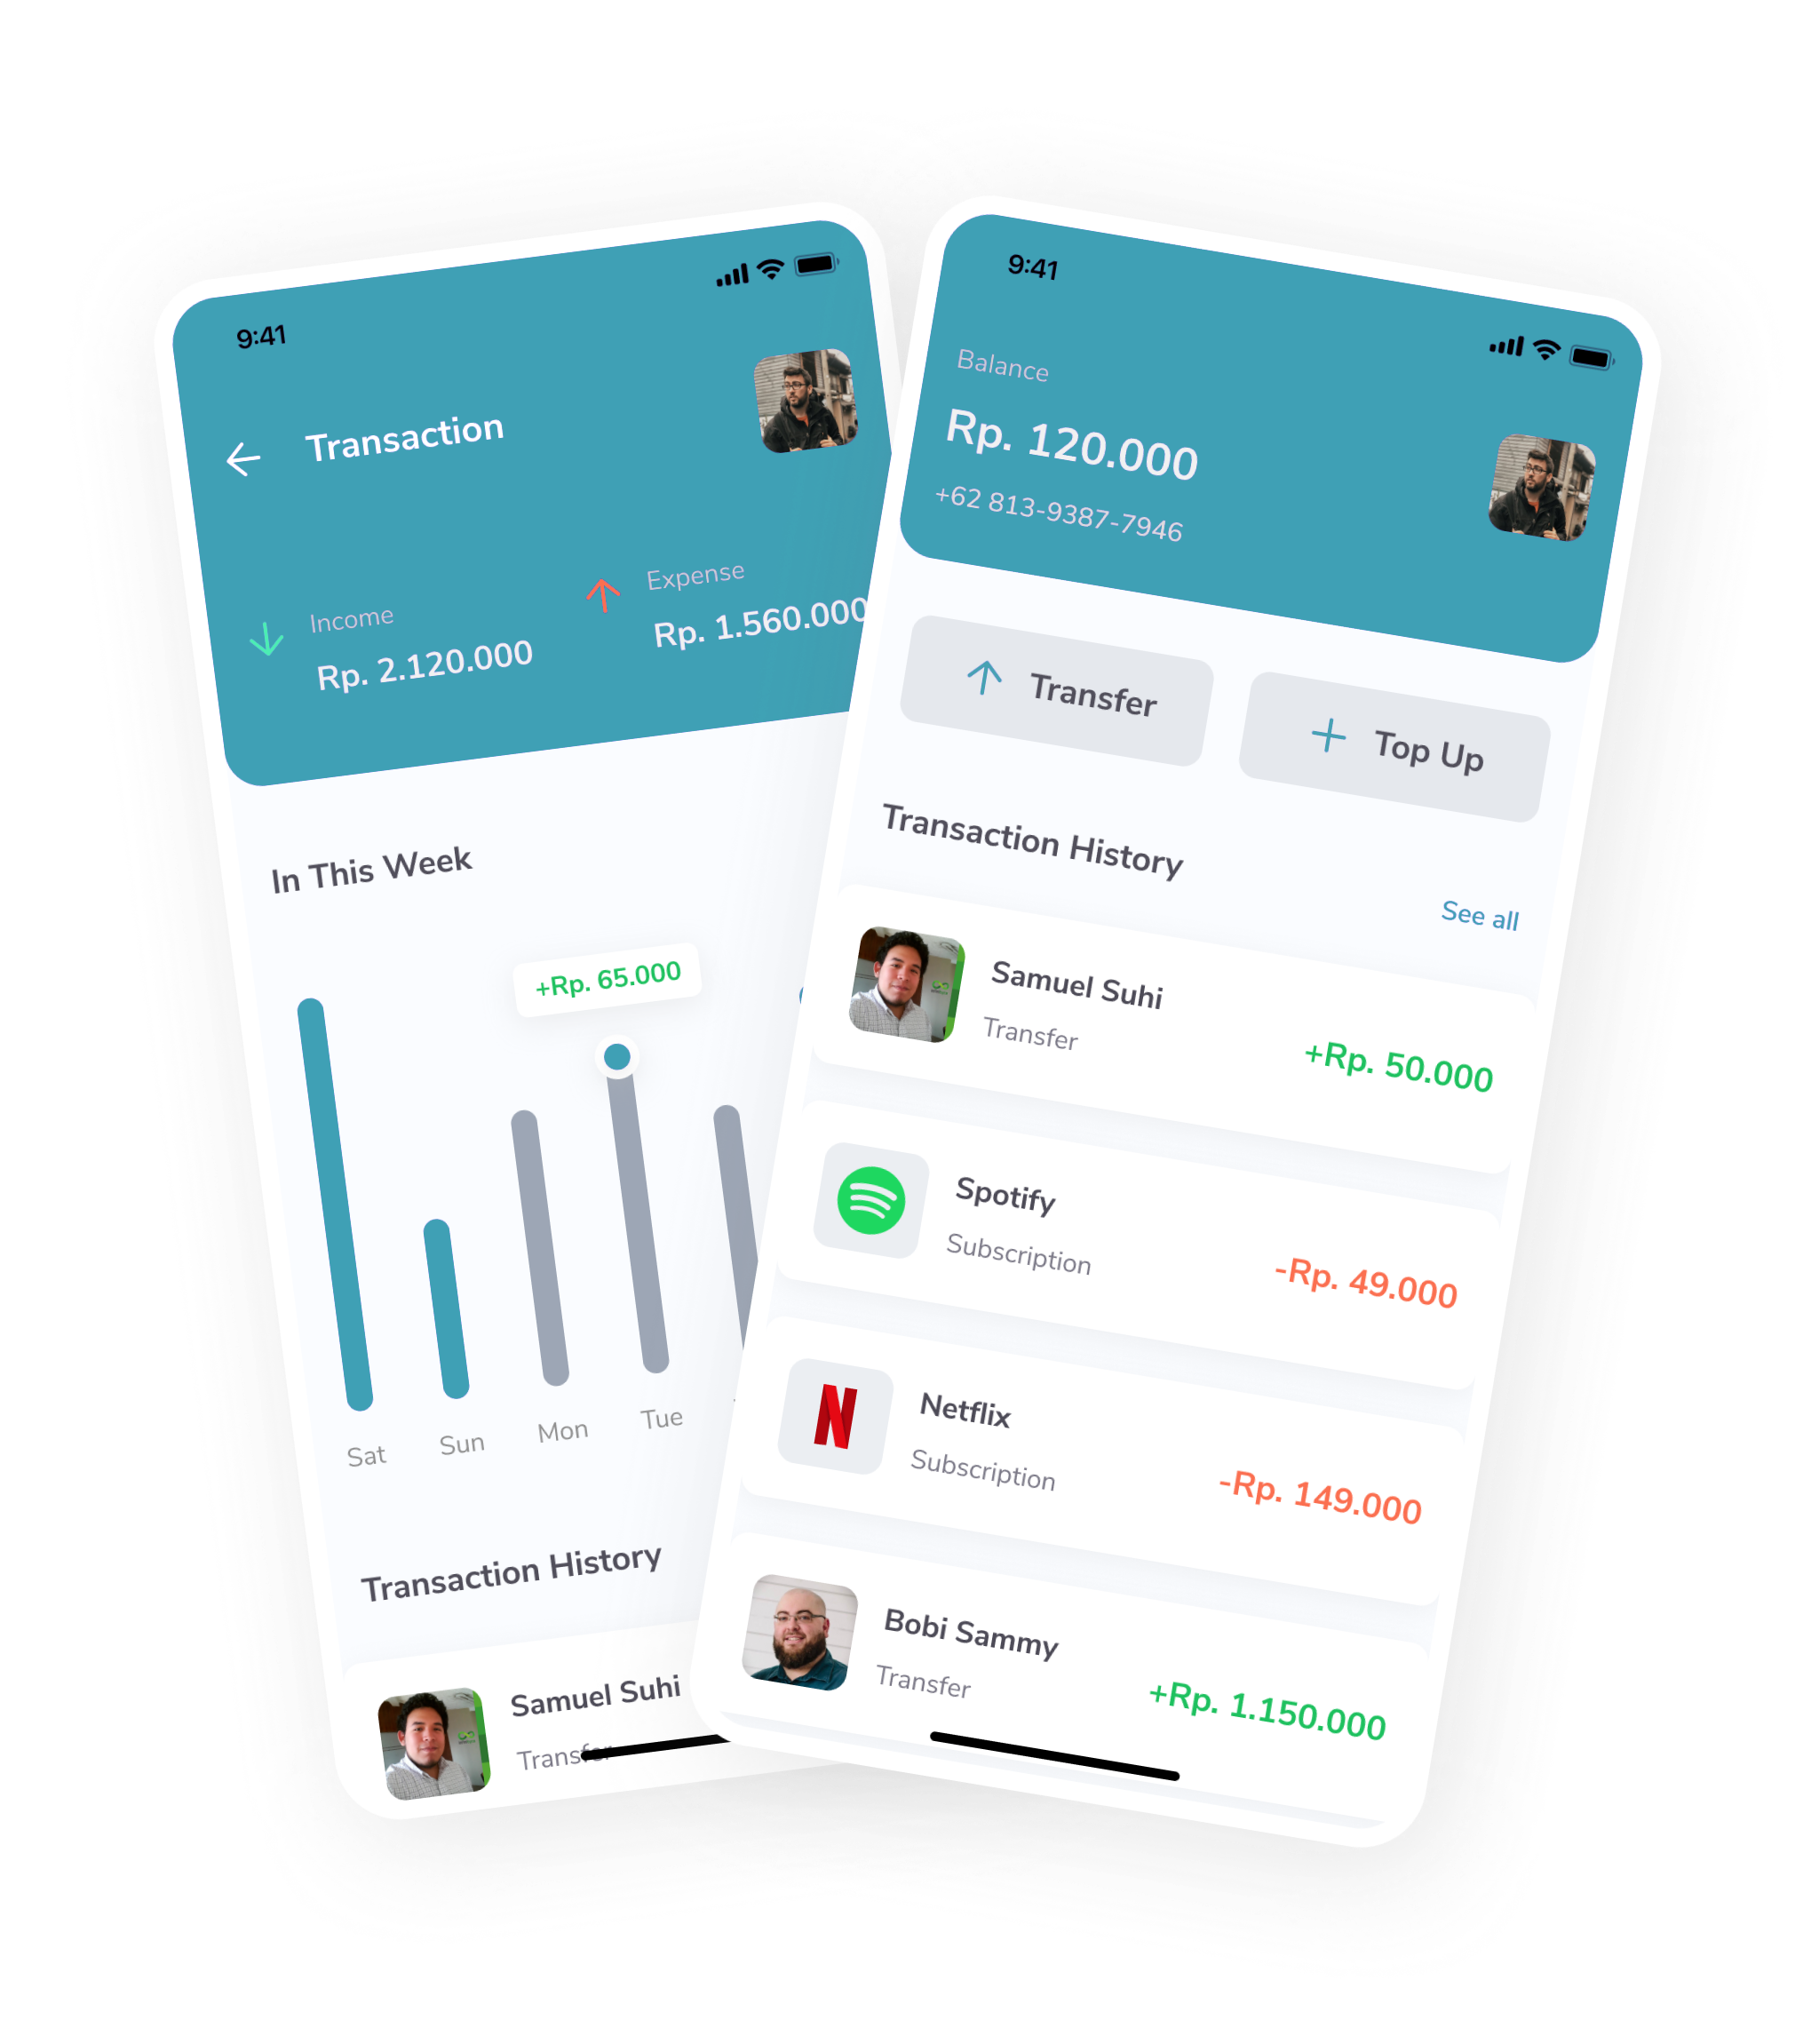 9:41
Transaction
Income
Rp. 2.120.000
Expense
Rp. 1.560.000
In This Week
+Rp. 65.000
Sat
Sun
Mon
Tue
Transaction History
Samuel Suhi
Transfer
9:41
Balance
Rp. 120.000
+62 813-9387-7946
Transfer
Top Up
Transaction History
See all
Samuel Suhi
Transfer
+Rp. 50.000
Spotify
Subscription
-Rp. 49.000
Netflix
Subscription
-Rp. 149.000
Bobi Sammy
Transfer
+Rp. 1.150.000